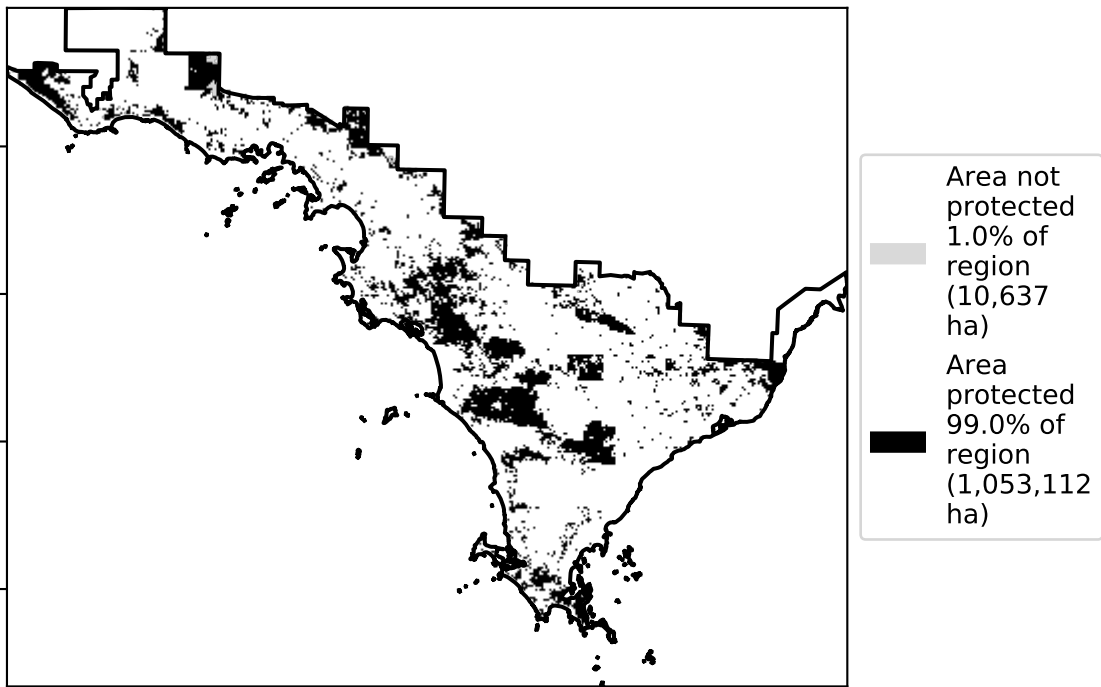 Area not
protected
1.0% of
region
(10,637
ha)
Area
protected
99.0% of
region
(1,053,112
ha)